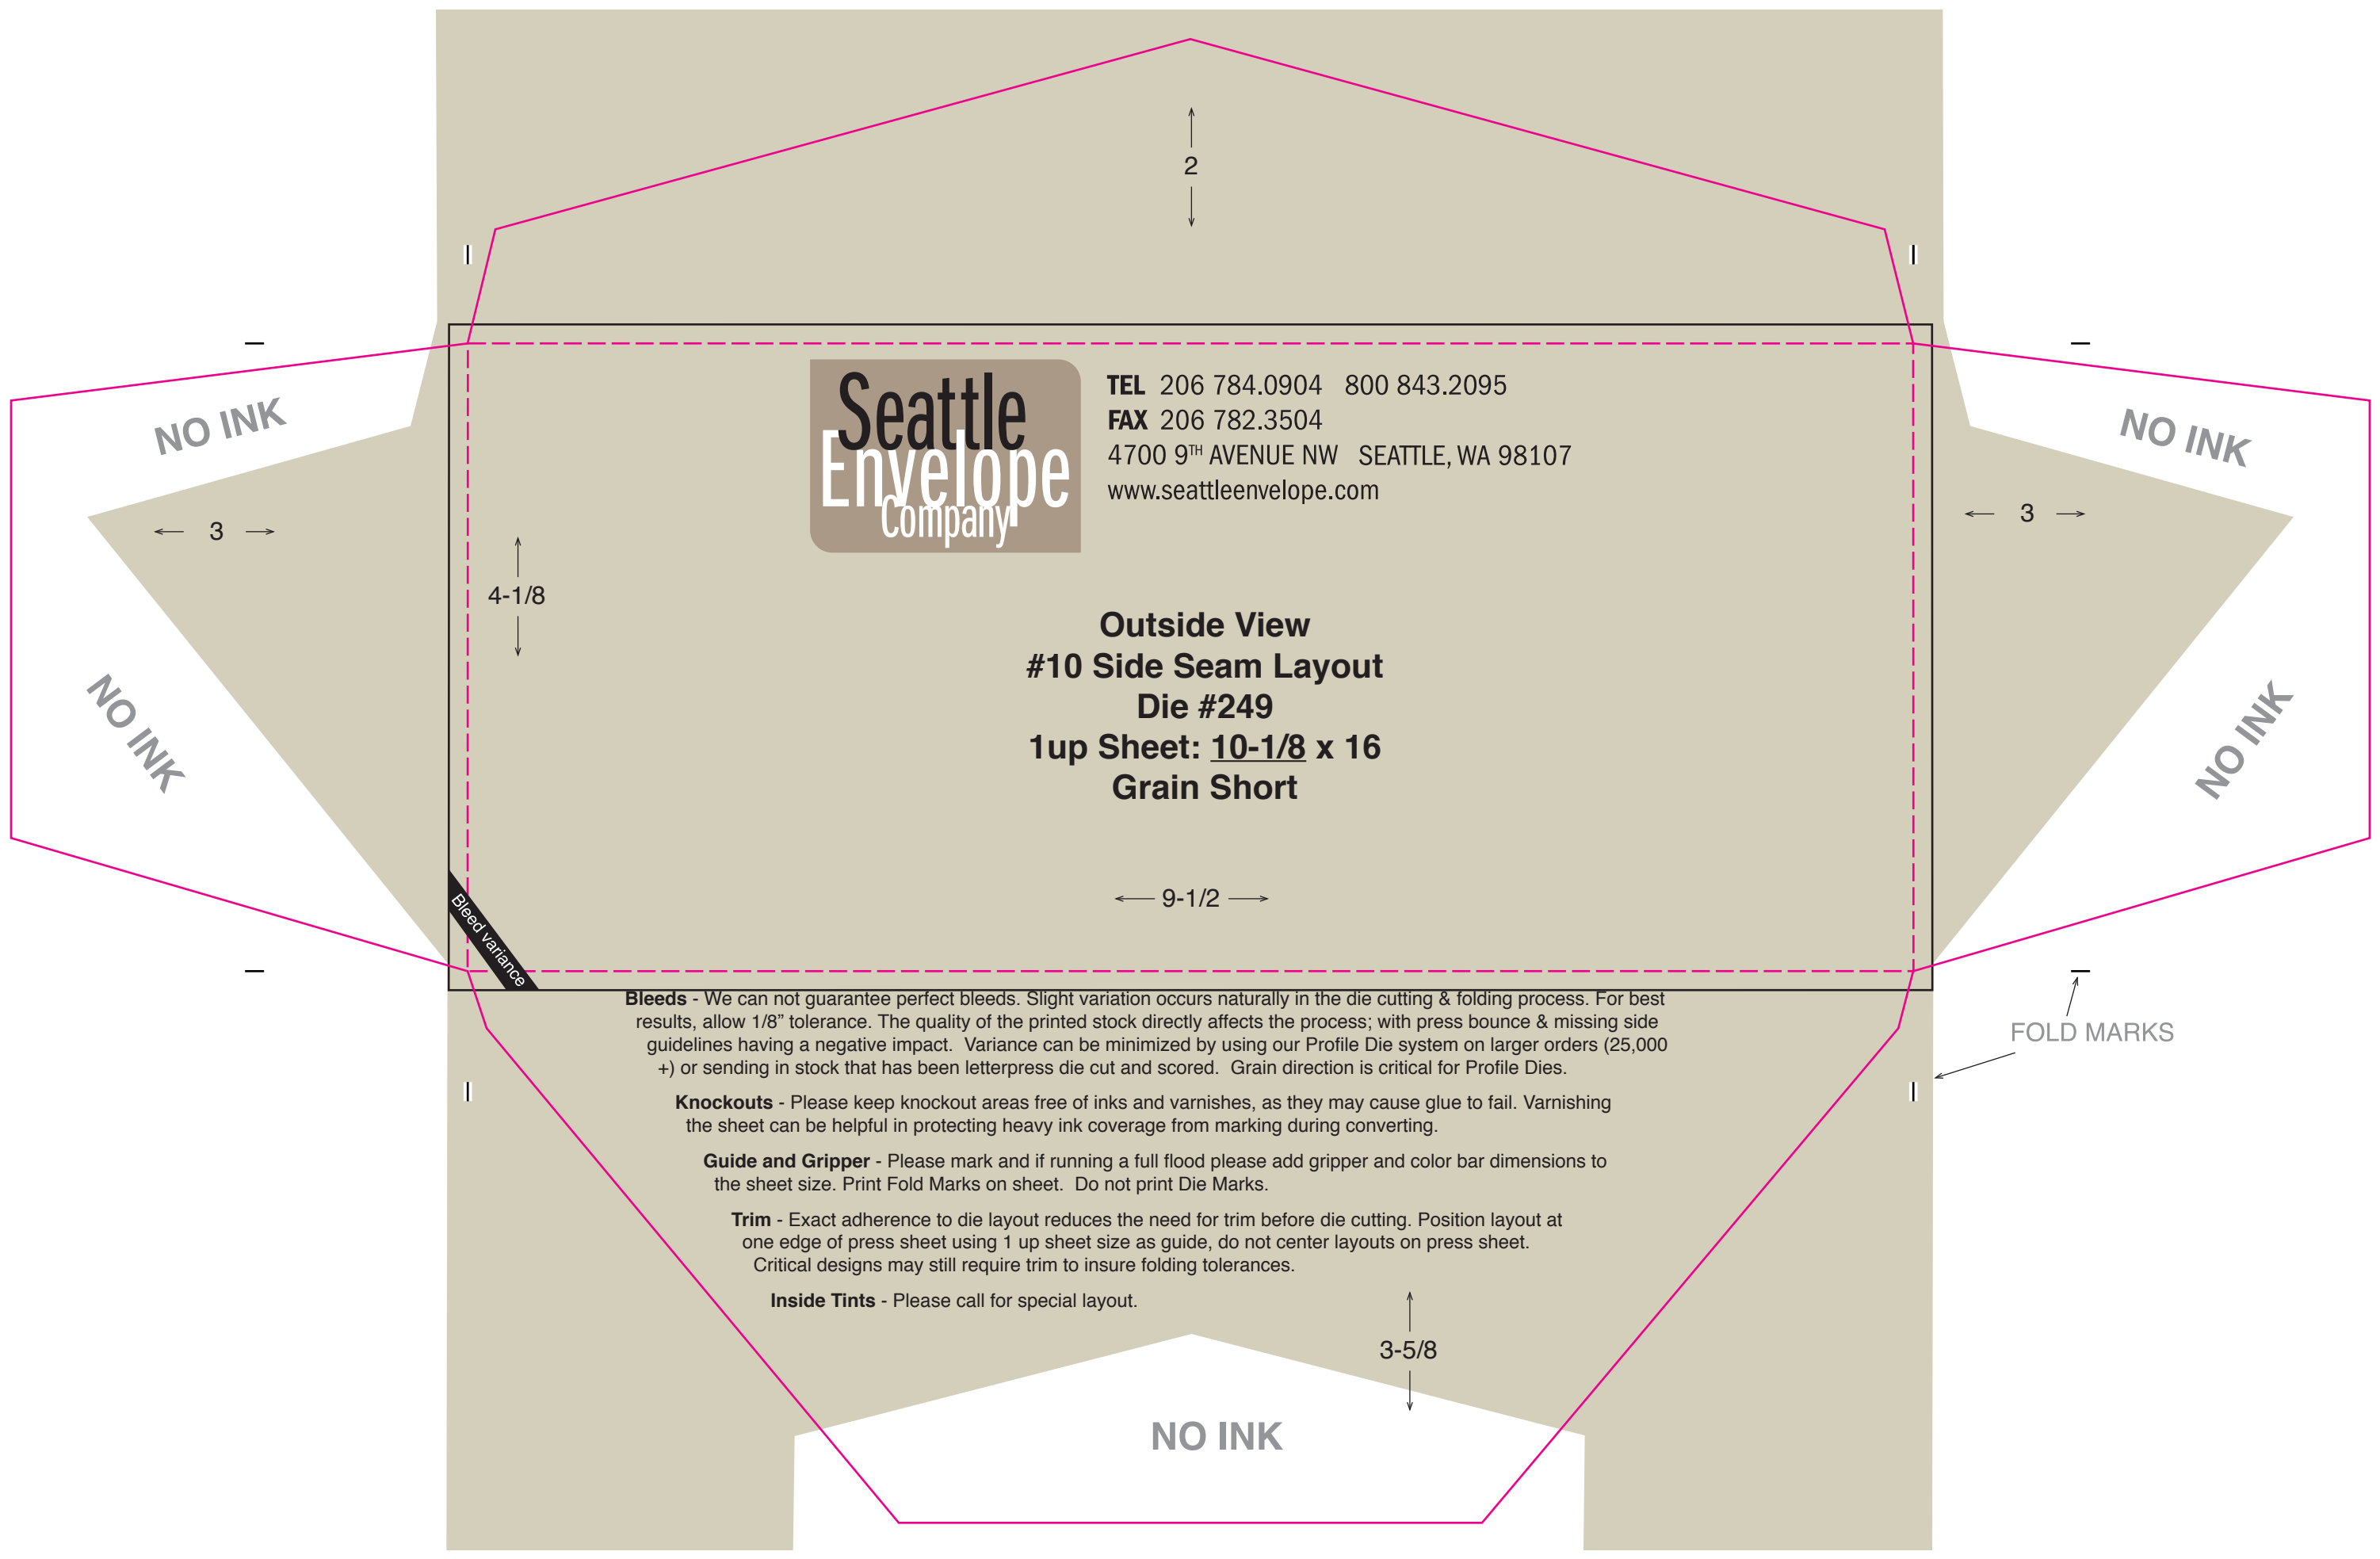 2
Seattle
Envelope
Company
TEL 206 784.0904 800 843.2095
FAX 206 782.3504
4700 9TH AVENUE NW SEATTLE, WA 98107
www.seattleenvelope.com
NO INK
NO INK
3
3
4-1/8
Outside View
#10 Side Seam Layout
Die #249
1up Sheet: 10-1/8 x 16
Grain Short
NO INK
NO INK
9-1/2
Bleed variance
Bleeds - We can not guarantee perfect bleeds. Slight variation occurs naturally in the die cutting & folding process. For best
results, allow 1/8” tolerance. The quality of the printed stock directly affects the process; with press bounce & missing side
guidelines having a negative impact. Variance can be minimized by using our Profile Die system on larger orders (25,000
+) or sending in stock that has been letterpress die cut and scored. Grain direction is critical for Profile Dies.
FOLD MARKS
Knockouts - Please keep knockout areas free of inks and varnishes, as they may cause glue to fail. Varnishing
the sheet can be helpful in protecting heavy ink coverage from marking during converting.
Guide and Gripper - Please mark and if running a full flood please add gripper and color bar dimensions to
the sheet size. Print Fold Marks on sheet. Do not print Die Marks.
Trim - Exact adherence to die layout reduces the need for trim before die cutting. Position layout at
one edge of press sheet using 1 up sheet size as guide, do not center layouts on press sheet.
Critical designs may still require trim to insure folding tolerances.
Inside Tints - Please call for special layout.
3-5/8
NO INK